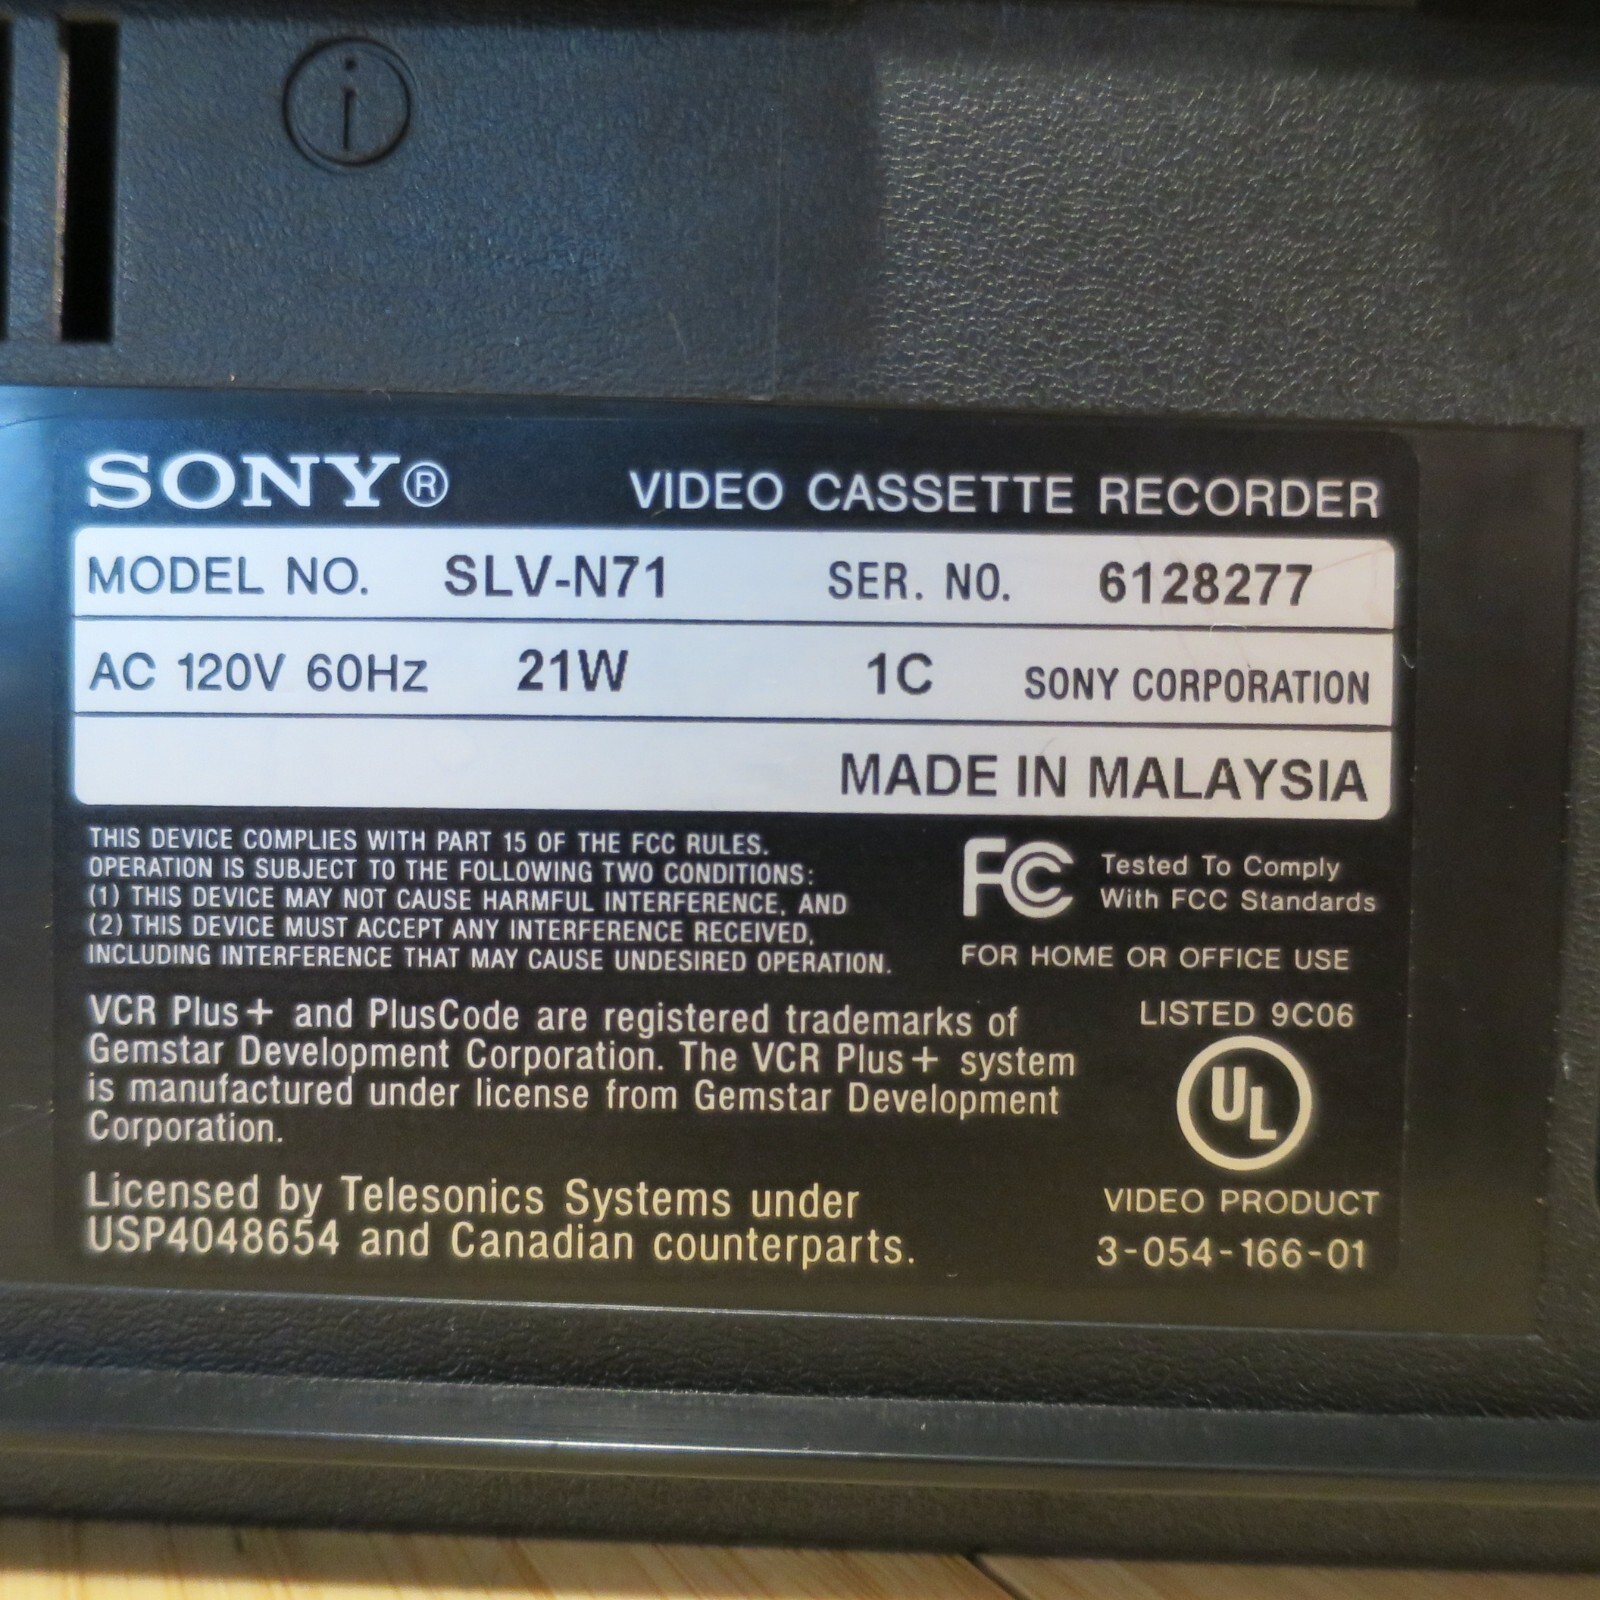 i
SONY®
VIDEO CASSETTE RECORDER
MODEL NO. SLV-N71 SER. NO. 6128277
AC 120V 60Hz 21W 1C SONY CORPORATION
MADE IN MALAYSIA
THIS DEVICE COMPLIES WITH PART 15 OF THE FCC RULES.
OPERATION IS SUBJECT TO THE FOLLOWING TWO CONDITIONS:
(1) THIS DEVICE MAY NOT CAUSE HARMFUL INTERFERENCE, AND
(2) THIS DEVICE MUST ACCEPT ANY INTERFERENCE RECEIVED,
INCLUDING INTERFERENCE THAT MAY CAUSE UNDESIRED OPERATION.
FC Tested To Comply
With FCC Standards
FOR HOME OR OFFICE USE
VCR Plus+ and PlusCode are registered trademarks of
Gemstar Development Corporation. The VCR Plus+ system
is manufactured under license from Gemstar Development
Corporation.
LISTED 9C06
UL
VIDEO PRODUCT
3-054-166-01
Licensed by Telesonics Systems under
USP4048654 and Canadian counterparts.